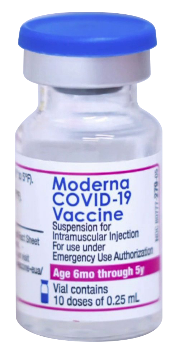 Moderna
COVID-19
Vaccine
Suspension for
Intramuscular Injection
For use under
Emergency Use Authorization
Age 6mo through 5y
Vial contains
10 doses of 0.25 mL